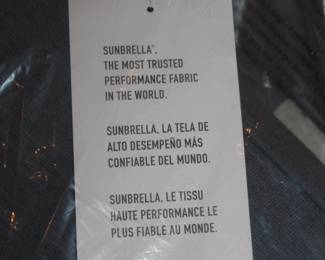 SUNBRELLA®,
THE MOST TRUSTED
PERFORMANCE FABRIC
IN THE WORLD.
SUNBRELLA, LA TELA DE
ALTO DESEMPEÑO MÁS
CONFIABLE DEL MUNDO.
SUNBRELLA, LE TISSU
HAUTE PERFORMANCE LE
PLUS FIABLE AU MONDE.